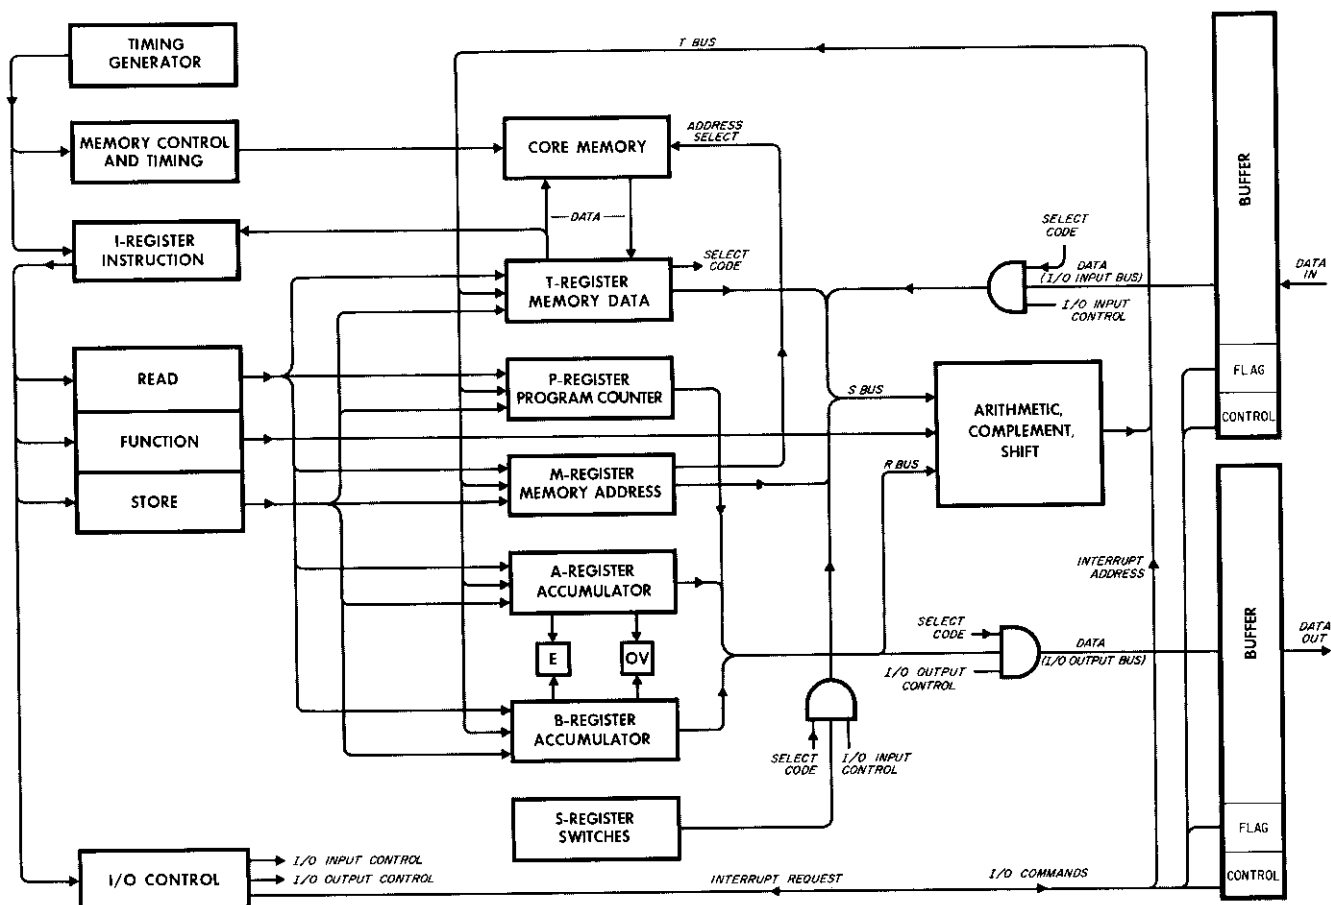 TIMING
GENERATOR
T BUS
MEMORY CONTROL
AND TIMING
CORE MEMORY
ADDRESS
SELECT
BUFFER
I-REGISTER
INSTRUCTION
DATA
SELECT
CODE
T-REGISTER
MEMORY DATA
SELECT
CODE
DATA
(I/O INPUT BUS)
I/O INPUT
CONTROL
DATA
IN
READ
P-REGISTER
PROGRAM COUNTER
S BUS
ARITHMETIC,
COMPLEMENT,
SHIFT
FLAG
CONTROL
FUNCTION
STORE
M-REGISTER
MEMORY ADDRESS
R BUS
A-REGISTER
ACCUMULATOR
INTERRUPT
ADDRESS
E
OV
SELECT
CODE
I/O OUTPUT
CONTROL
DATA
(I/O OUTPUT BUS)
BUFFER
DATA
OUT
B-REGISTER
ACCUMULATOR
SELECT
CODE
I/O INPUT
CONTROL
S-REGISTER
SWITCHES
FLAG
CONTROL
I/O CONTROL
I/O INPUT CONTROL
I/O OUTPUT CONTROL
INTERRUPT REQUEST
I/O COMMANDS